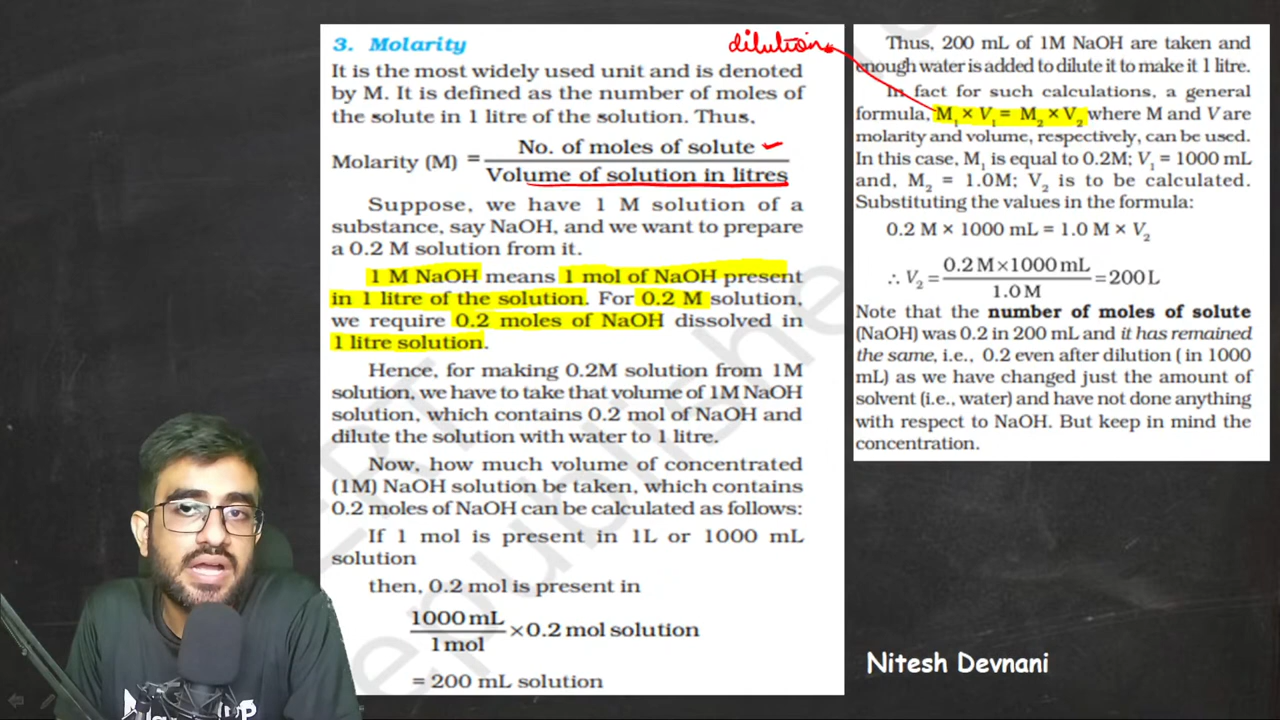 3. Molarity
It is the most widely used unit and is denoted
by M. It is defined as the number of moles of
the solute in 1 litre of the solution. Thus,
Molarity (M) = No. of moles of solute
Volume of solution in litres
Suppose, we have 1 M solution of a
substance, say NaOH, and we want to prepare
a 0.2 M solution from it.
1 M NaOH means 1 mol of NaOH present
in 1 litre of the solution. For 0.2 M solution,
we require 0.2 moles of NaOH dissolved in
1 litre solution.
Hence, for making 0.2M solution from 1M
solution, we have to take that volume of 1M NaOH
solution, which contains 0.2 mol of NaOH and
dilute the solution with water to 1 litre.
Now, how much volume of concentrated
(1M) NaOH solution be taken, which contains
0.2 moles of NaOH can be calculated as follows:
If 1 mol is present in 1L or 1000 mL
solution
then, 0.2 mol is present in
1000 mL
1 mol
×0.2 mol solution
= 200 mL solution
dilution
Thus, 200 mL of 1M NaOH are taken and
enough water is added to dilute it to make it 1 litre.
In fact for such calculations, a general
formula, M₁ × V₁ = M₂ × V₂ where M and V are
molarity and volume, respectively, can be used.
In this case, M₁ is equal to 0.2M; V₁ = 1000 mL
and, M₂ = 1.0M; V₂ is to be calculated.
Substituting the values in the formula:
0.2 M × 1000 mL = 1.0 M × V₂
∴ V₂ = 0.2 M×1000 mL
1.0 M
=200 L
Note that the number of moles of solute
(NaOH) was 0.2 in 200 mL and it has remained
the same, i.e., 0.2 even after dilution ( in 1000
mL) as we have changed just the amount of
solvent (i.e., water) and have not done anything
with respect to NaOH. But keep in mind the
concentration.
Nitesh Devnani